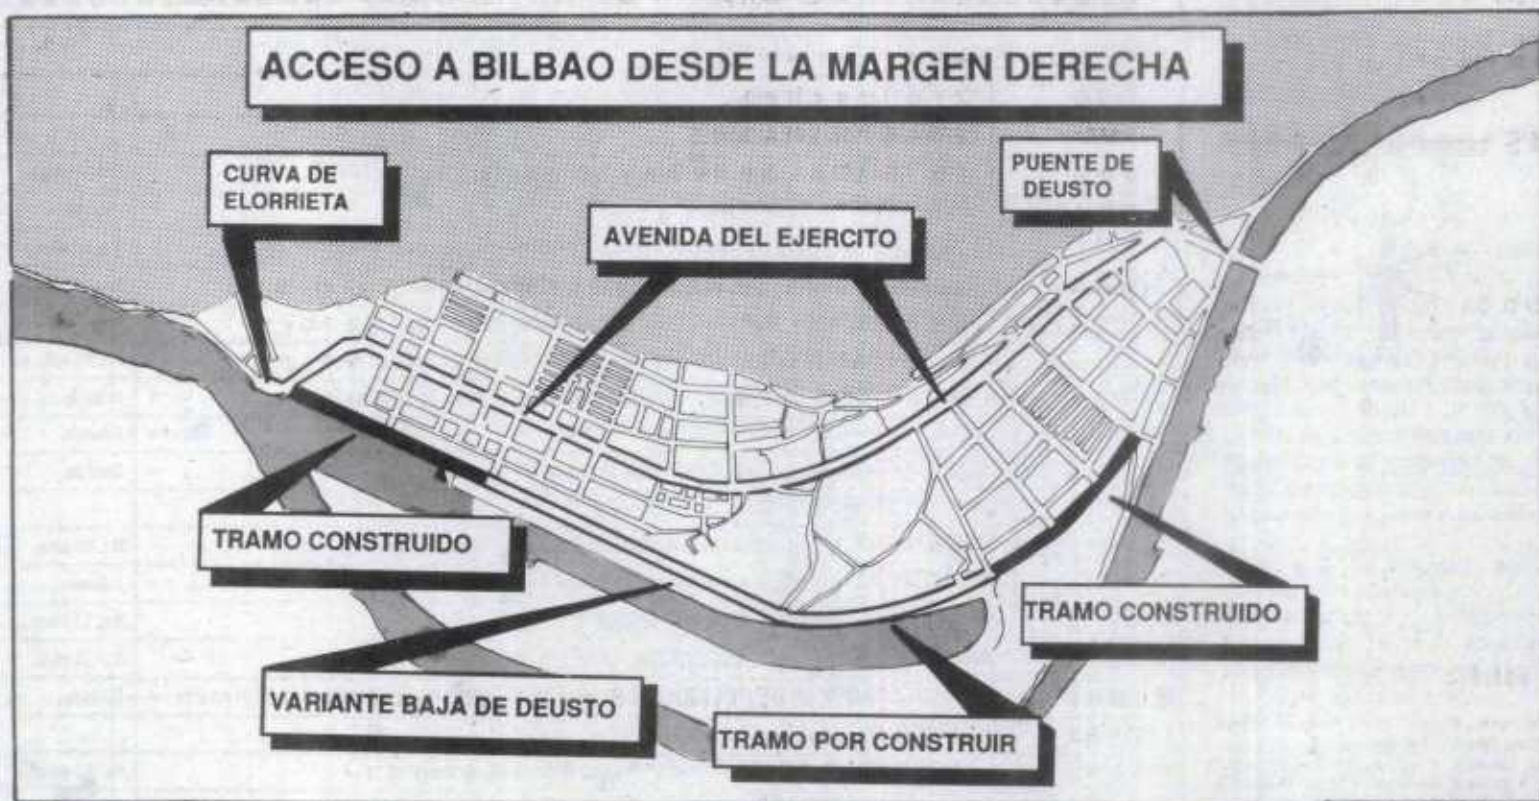 ACCESO A BILBAO DESDE LA MARGEN DERECHA
CURVA DE
ELORRIETA
PUENTE DE
DEUSTO
AVENIDA DEL EJERCITO
TRAMO CONSTRUIDO
TRAMO CONSTRUIDO
VARIANTE BAJA DE DEUSTO
TRAMO POR CONSTRUIR